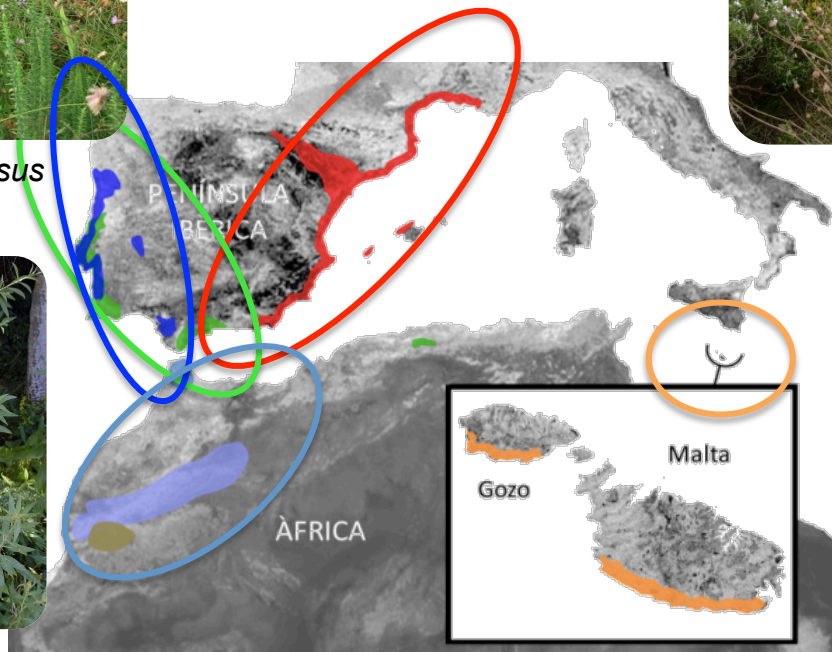 sus
PENÍNSULA
IBÈRICA
Malta
Gozo
ÀFRICA